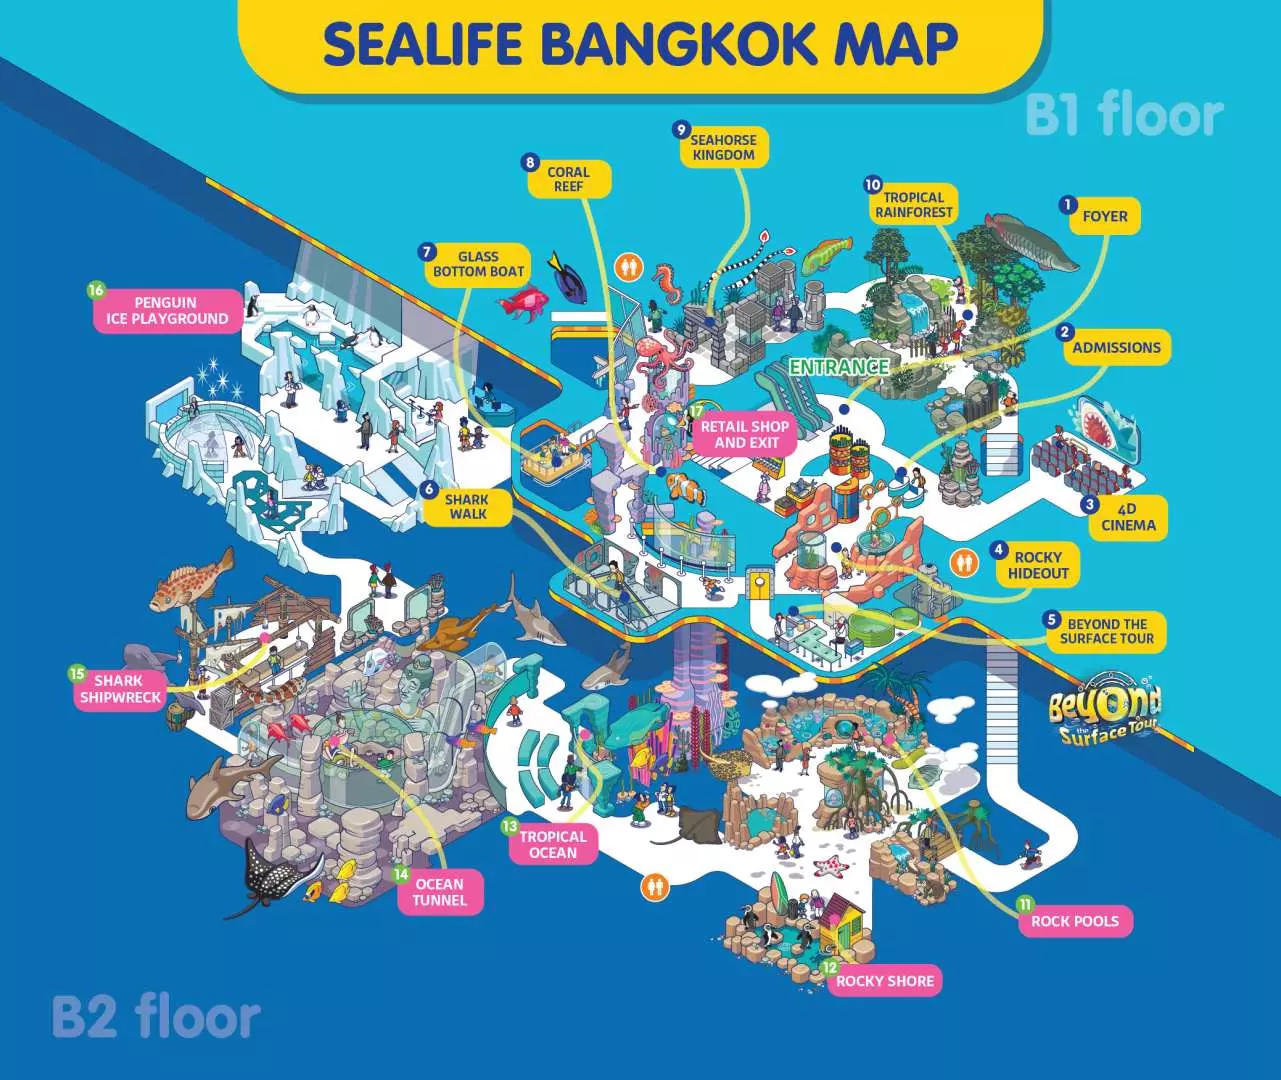 SEALIFE BANGKOK MAP
B1 floor
9
SEAHORSE
KINGDOM
8
CORAL
REEF
10
TROPICAL
RAINFOREST
1
FOYER
7
GLASS
BOTTOM BOAT
16
PENGUIN
ICE PLAYGROUND
2
ADMISSIONS
ENTRANCE
17
RETAIL SHOP
AND EXIT
6
SHARK
WALK
3
4D
CINEMA
4
ROCKY
HIDEOUT
5
BEYOND THE
SURFACE TOUR
15
SHARK
SHIPWRECK
BEYOND
the
Surface Tour
13
TROPICAL
OCEAN
14
OCEAN
TUNNEL
11
ROCK POOLS
12
ROCKY SHORE
B2 floor